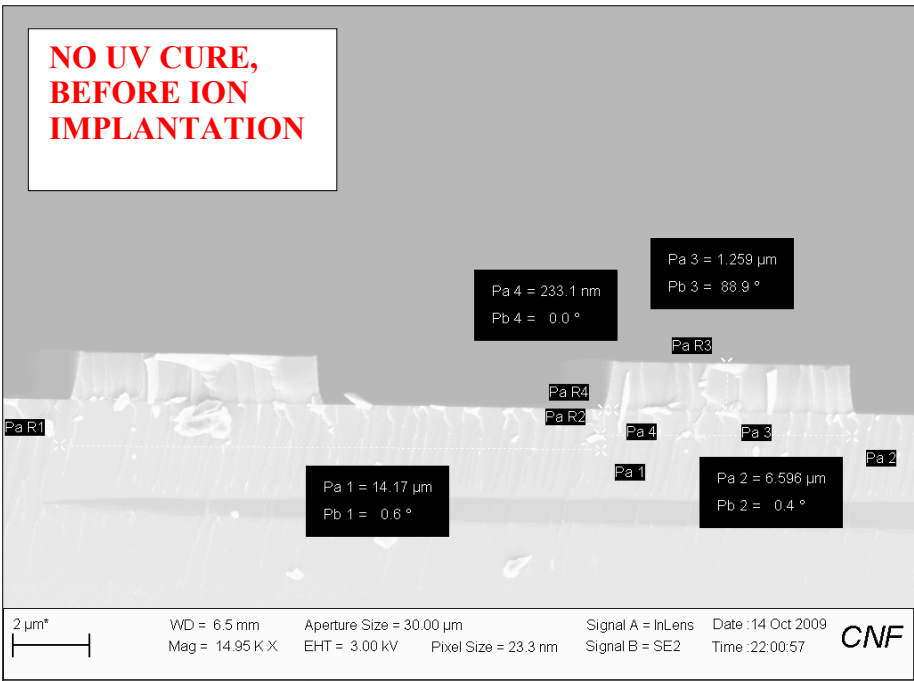 NO UV CURE,
BEFORE ION
IMPLANTATION
Pa 3 = 1.259 µm
Pb 3 = 88.9 °
Pa 4 = 233.1 nm
Pb 4 = 0.0 °
Pa R3
Pa R4
Pa R2
Pa R1
Pa 4
Pa 3
Pa 2
Pa 1
Pa 1 = 14.17 µm
Pb 1 = 0.6 °
Pa 2 = 6.596 µm
Pb 2 = 0.4 °
2 µm*
WD = 6.5 mm
Mag = 14.95 K X
Aperture Size = 30.00 µm
EHT = 3.00 kV
Pixel Size = 23.3 nm
Signal A = InLens
Signal B = SE2
Date :14 Oct 2009
Time :22:00:57
CNF